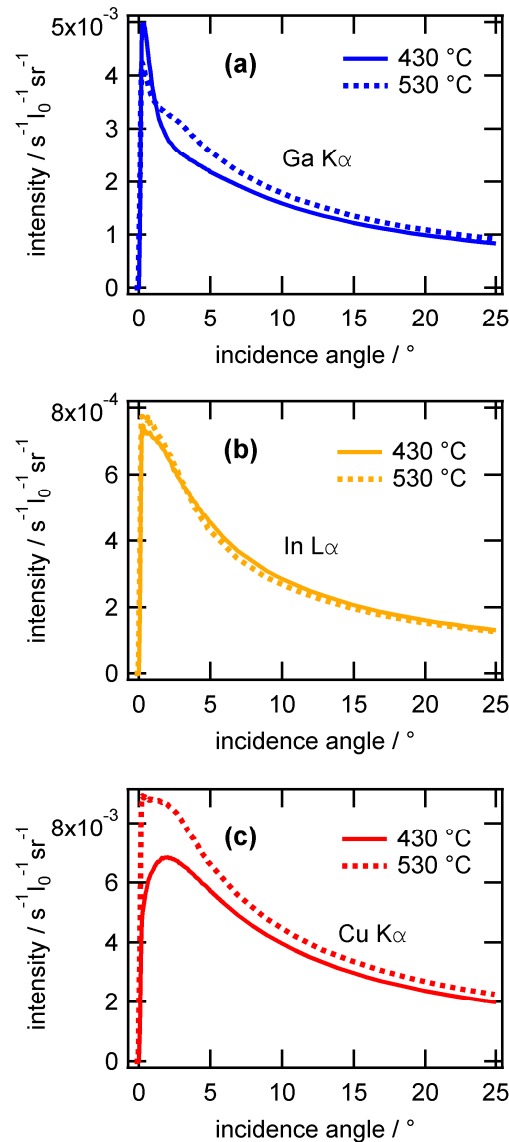 5x10⁻³
4
3
2
1
0
intensity / s⁻¹ I₀⁻¹ sr⁻¹
(a)
430 °C
530 °C
Ga Kα
0 5 10 15 20 25
incidence angle / °
8x10⁻⁴
6
4
2
0
intensity / s⁻¹ I₀⁻¹ sr⁻¹
(b)
430 °C
530 °C
In Lα
0 5 10 15 20 25
incidence angle / °
8x10⁻³
6
4
2
0
intensity / s⁻¹ I₀⁻¹ sr⁻¹
(c)
430 °C
530 °C
Cu Kα
0 5 10 15 20 25
incidence angle / °